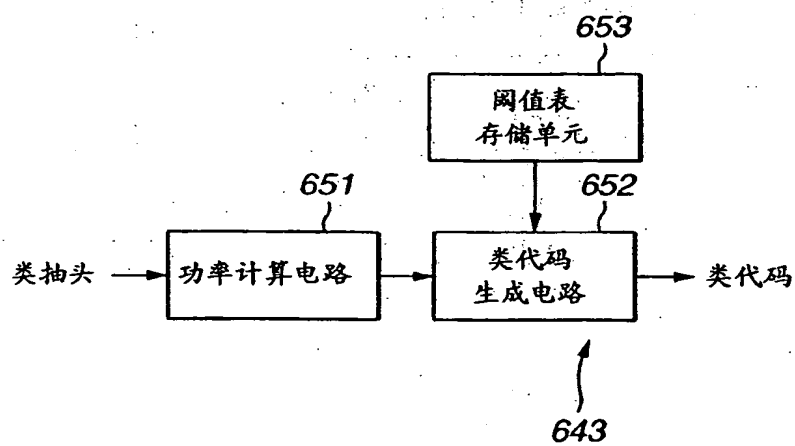 653
阈值表
存储单元
651
652
类抽头
功率计算电路
类代码
生成电路
类代码
643